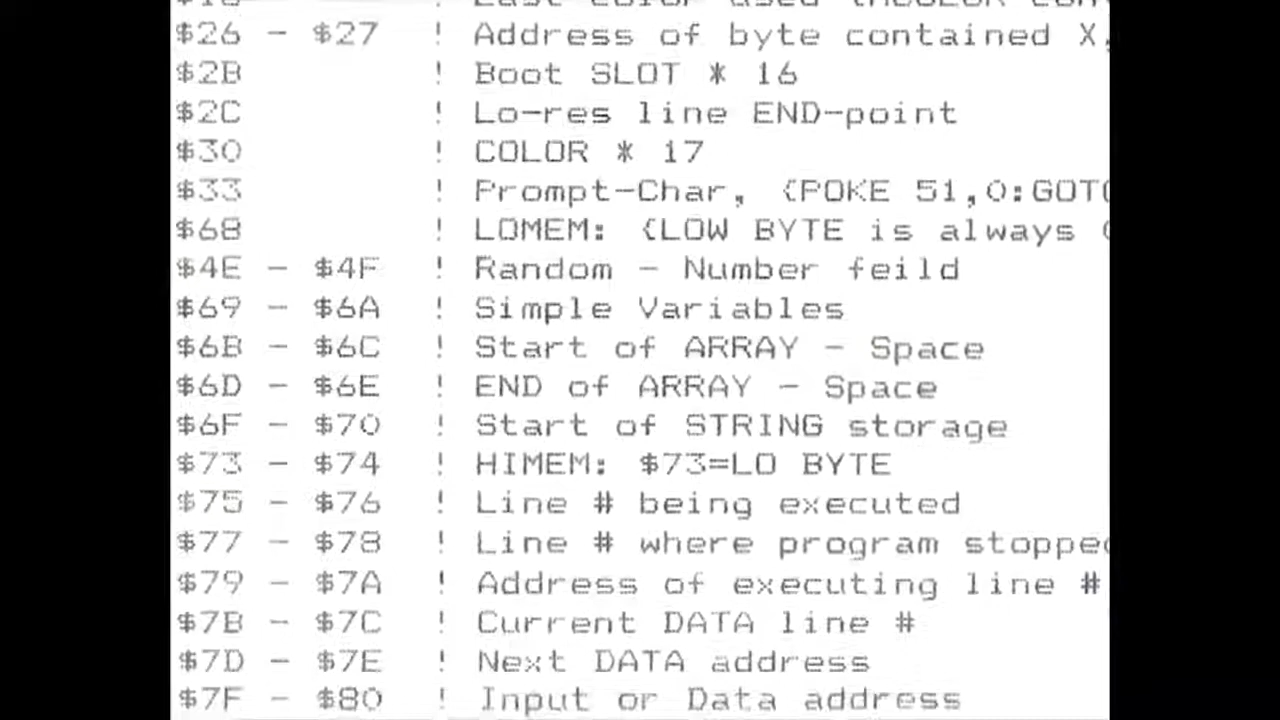 $26 - $27 ! Address of byte contained X,
$2B ! Boot SLOT * 16
$2C ! Lo-res line END-point
$30 ! COLOR * 17
$33 ! Prompt-Char, (POKE 51,0:GOTO
$68 ! LOMEM: (LOW BYTE is always
$4E - $4F ! Random - Number feild
$69 - $6A ! Simple Variables
$6B - $6C ! Start of ARRAY - Space
$6D - $6E ! END of ARRAY - Space
$6F - $70 ! Start of STRING storage
$73 - $74 ! HIMEM: $73=LO BYTE
$75 - $76 ! Line # being executed
$77 - $78 ! Line # where program stopped
$79 - $7A ! Address of executing line #
$7B - $7C ! Current DATA line #
$7D - $7E ! Next DATA address
$7F - $80 ! Input or Data address